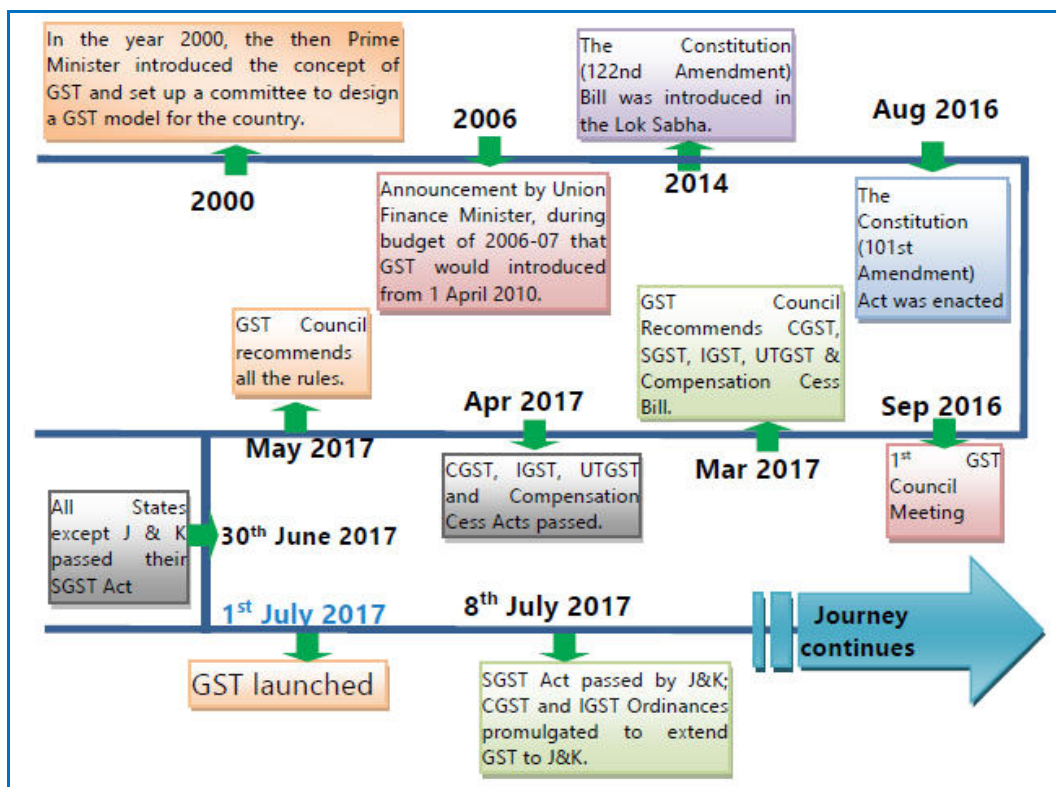 In the year 2000, the then Prime
Minister introduced the concept of
GST and set up a committee to design
a GST model for the country.
2000
2006
Announcement by Union
Finance Minister, during
budget of 2006-07 that
GST would introduced
from 1 April 2010.
The Constitution
(122nd Amendment)
Bill was introduced in
the Lok Sabha.
2014
Aug 2016
The
Constitution
(101st
Amendment)
Act was enacted
Sep 2016
1st GST
Council
Meeting
GST Council
Recommends CGST,
SGST, IGST, UTGST &
Compensation Cess
Bill.
Mar 2017
Apr 2017
CGST, IGST, UTGST
and Compensation
Cess Acts passed.
GST Council
recommends
all the rules.
May 2017
All States
except J & K
passed their
SGST Act
30th June 2017
1st July 2017
GST launched
8th July 2017
SGST Act passed by J&K;
CGST and IGST Ordinances
promulgated to extend
GST to J&K.
Journey
continues